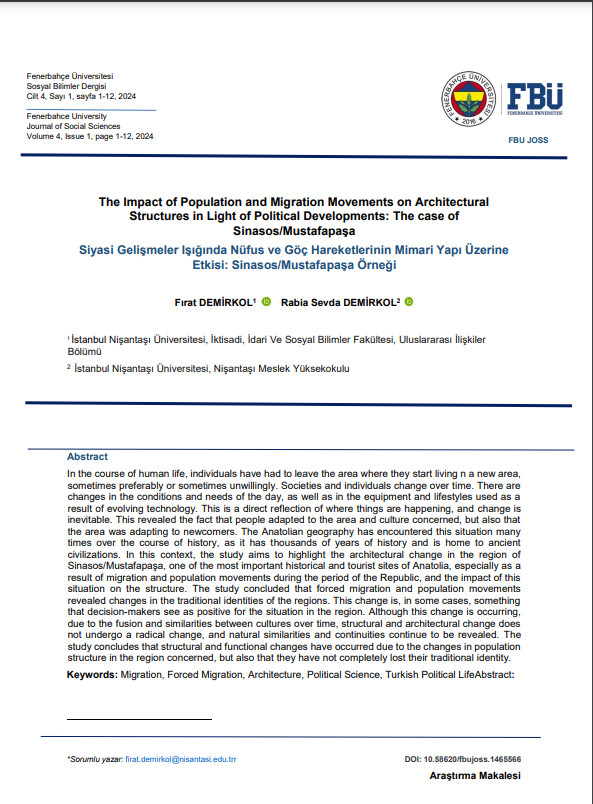 Fenerbahçe Üniversitesi
Sosyal Bilimler Dergisi
Cilt 4, Sayı 1, sayfa 1-12, 2024
Fenerbahçe University
Journal of Social Sciences
Volume 4, Issue 1, page 1-12, 2024
FENERBAHÇE ÜNİVERSİTESİ
2016
FBÜ
FENERBAHÇE ÜNİVERSİTESİ
FBU JOSS
The Impact of Population and Migration Movements on Architectural
Structures in Light of Political Developments: The case of
Sinasos/Mustafapaşa
Siyasi Gelişmeler Işığında Nüfus ve Göç Hareketlerinin Mimari Yapı Üzerine
Etkisi: Sinasos/Mustafapaşa Örneği
Fırat DEMİRKOL¹ iD Rabia Sevda DEMİRKOL² iD
¹ İstanbul Nişantaşı Üniversitesi, İktisadi, İdari Ve Sosyal Bilimler Fakültesi, Uluslararası İlişkiler
Bölümü
² İstanbul Nişantaşı Üniversitesi, Nişantaşı Meslek Yüksekokulu
Abstract
In the course of human life, individuals have had to leave the area where they start living n a new area,
sometimes preferably or sometimes unwillingly. Societies and individuals change over time. There are
changes in the conditions and needs of the day, as well as in the equipment and lifestyles used as a
result of evolving technology. This is a direct reflection of where things are happening, and change is
inevitable. This revealed the fact that people adapted to the area and culture concerned, but also that
the area was adapting to newcomers. The Anatolian geography has encountered this situation many
times over the course of history, as it has thousands of years of history and is home to ancient
civilizations. In this context, the study aims to highlight the architectural change in the region of
Sinasos/Mustafapaşa, one of the most important historical and tourist sites of Anatolia, especially as a
result of migration and population movements during the period of the Republic, and the impact of this
situation on the structure. The study concluded that forced migration and population movements
revealed changes in the traditional identities of the regions. This change is, in some cases, something
that decision-makers see as positive for the situation in the region. Although this change is occurring,
due to the fusion and similarities between cultures over time, structural and architectural change does
not undergo a radical change, and natural similarities and continuities continue to be revealed. The
study concludes that structural and functional changes have occurred due to the changes in population
structure in the region concerned, but also that they have not completely lost their traditional identity.
Keywords: Migration, Forced Migration, Architecture, Political Science, Turkish Political LifeAbstract:
*Sorumlu yazar: firat.demirkol@nisantasi.edu.trr
DOI: 10.58620/fbujoss.1465566
Araştırma Makalesi